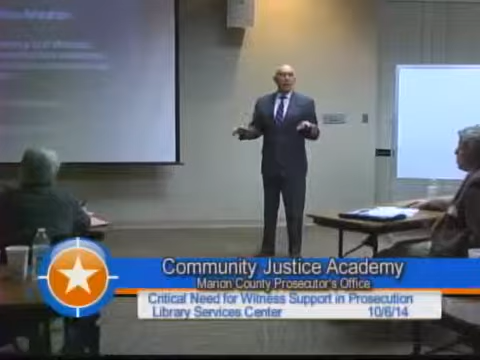 Community Justice Academy
Marion County Prosecutor's Office
Critical Need for Witness Support in Prosecution
Library Services Center 10/6/14